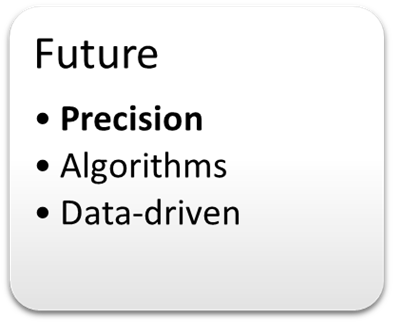 Future
• Precision
• Algorithms
• Data-driven